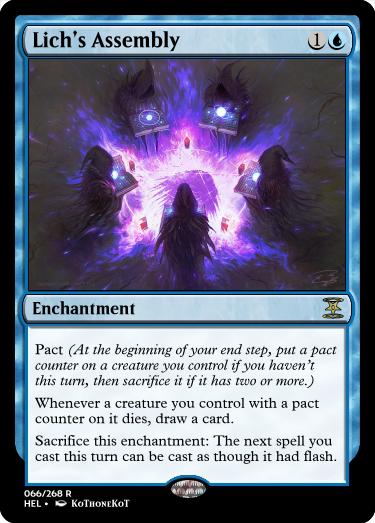 Lich's Assembly 1
Enchantment
Pact (At the beginning of your end step, put a pact
counter on a creature you control if you haven't
this turn, then sacrifice it if it has two or more.)
Whenever a creature you control with a pact
counter on it dies, draw a card.
Sacrifice this enchantment: The next spell you
cast this turn can be cast as though it had flash.
066/268 R
HEL • KoThoneKoT